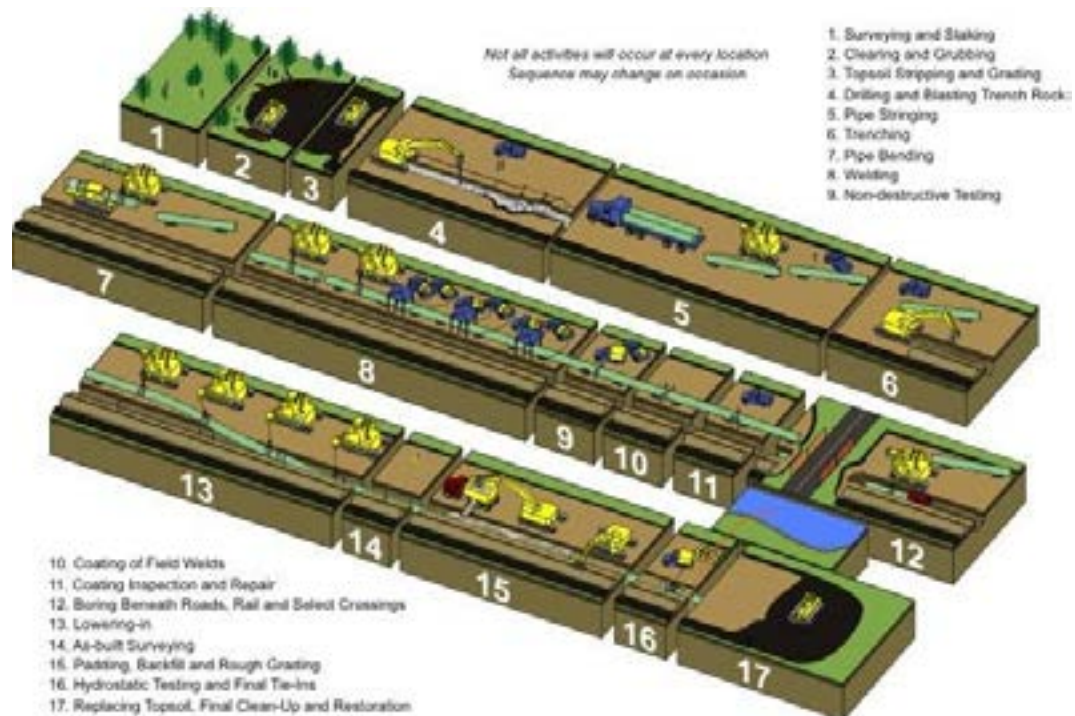 Not all activities will occur at every location
Sequence may change on occasion
1. Surveying and Staking
2. Clearing and Grubbing
3. Topsoil Stripping and Grading
4. Drilling and Blasting Trench Rock
5. Pipe Stringing
6. Trenching
7. Pipe Bending
8. Welding
9. Non-destructive Testing
1
2
3
4
5
6
7
8
9
10
11
12
13
14
15
16
17
10. Coating of Field Welds
11. Coating Inspection and Repair
12. Boring Beneath Roads, Rail and Select Crossings
13. Lowering-in
14. As-built Surveying
15. Padding, Backfill and Rough Grading
16. Hydrostatic Testing and Final Tie-Ins
17. Replacing Topsoil, Final Clean-Up and Restoration